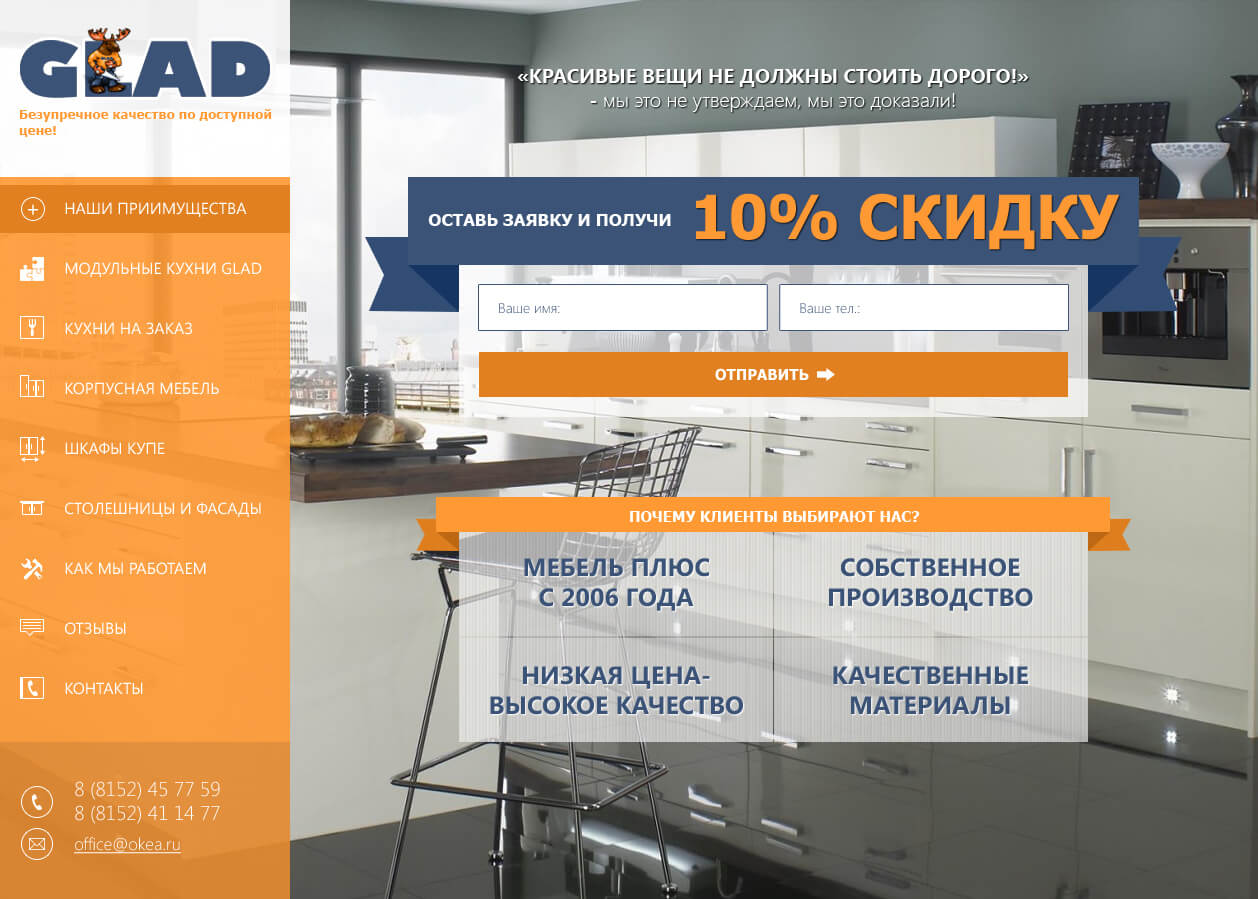 GLAD
Безупречное качество по доступной
цене!
НАШИ ПРИИМУЩЕСТВА
МОДУЛЬНЫЕ КУХНИ GLAD
КУХНИ НА ЗАКАЗ
КОРПУСНАЯ МЕБЕЛЬ
ШКАФЫ КУПЕ
СТОЛЕШНИЦЫ И ФАСАДЫ
КАК МЫ РАБОТАЕМ
ОТЗЫВЫ
КОНТАКТЫ
8 (8152) 45 77 59
8 (8152) 41 14 77
office@okea.ru
«КРАСИВЫЕ ВЕЩИ НЕ ДОЛЖНЫ СТОИТЬ ДОРОГО!»
- мы это не утверждаем, мы это доказали!
ОСТАВЬ ЗАЯВКУ И ПОЛУЧИ 10% СКИДКУ
Ваше имя: Ваше тел.:
ОТПРАВИТЬ
ПОЧЕМУ КЛИЕНТЫ ВЫБИРАЮТ НАС?
МЕБЕЛЬ ПЛЮС
С 2006 ГОДА
СОБСТВЕННОЕ
ПРОИЗВОДСТВО
НИЗКАЯ ЦЕНА-
ВЫСОКОЕ КАЧЕСТВО
КАЧЕСТВЕННЫЕ
МАТЕРИАЛЫ